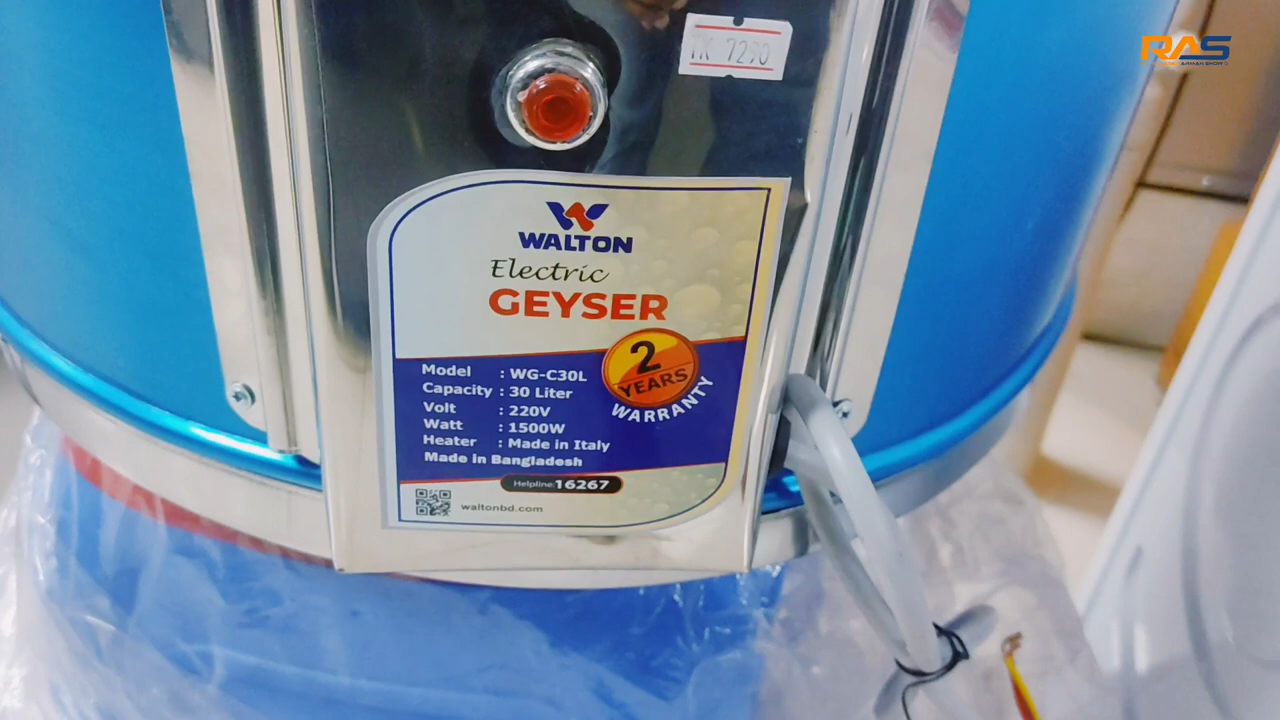 TK 7290
RAS
WALTON
Electric
GEYSER
2
YEARS
WARRANTY
Model : WG-C30L
Capacity : 30 Liter
Volt : 220V
Watt : 1500W
Heater : Made in Italy
Made in Bangladesh
Helpline:16267
waltonbd.com